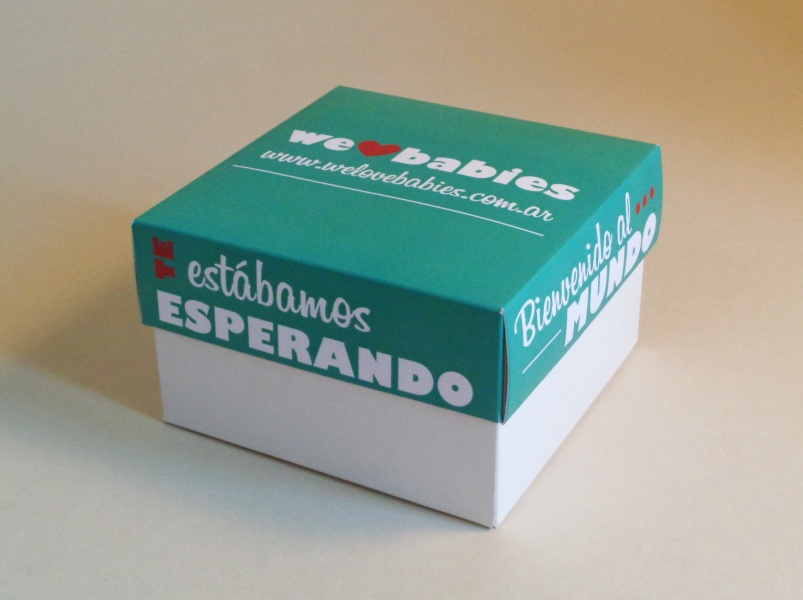 we❤babies
www.welovebabies.com.ar
TE
estábamos
ESPERANDO
Bienvenido al
MUNDO...